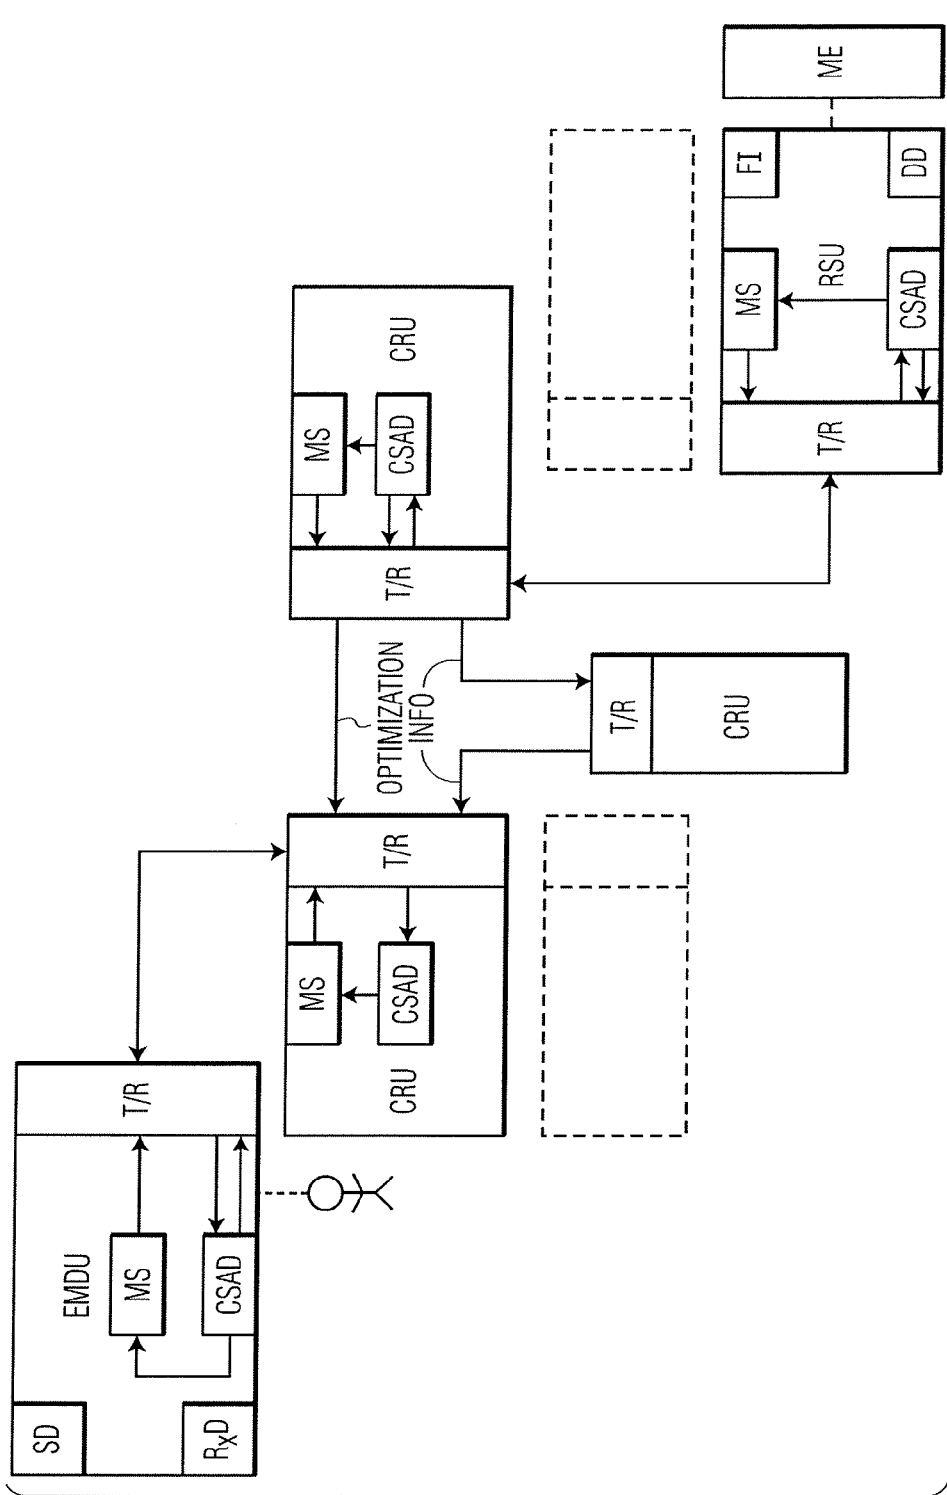 SD
RxD
EMDU
MS
CSAD
T/R
CRU
MS
CSAD
T/R
OPTIMIZATION
INFO
T/R
CRU
T/R
MS
CSAD
CRU
T/R
MS
CSAD
RSU
FI
DD
ME